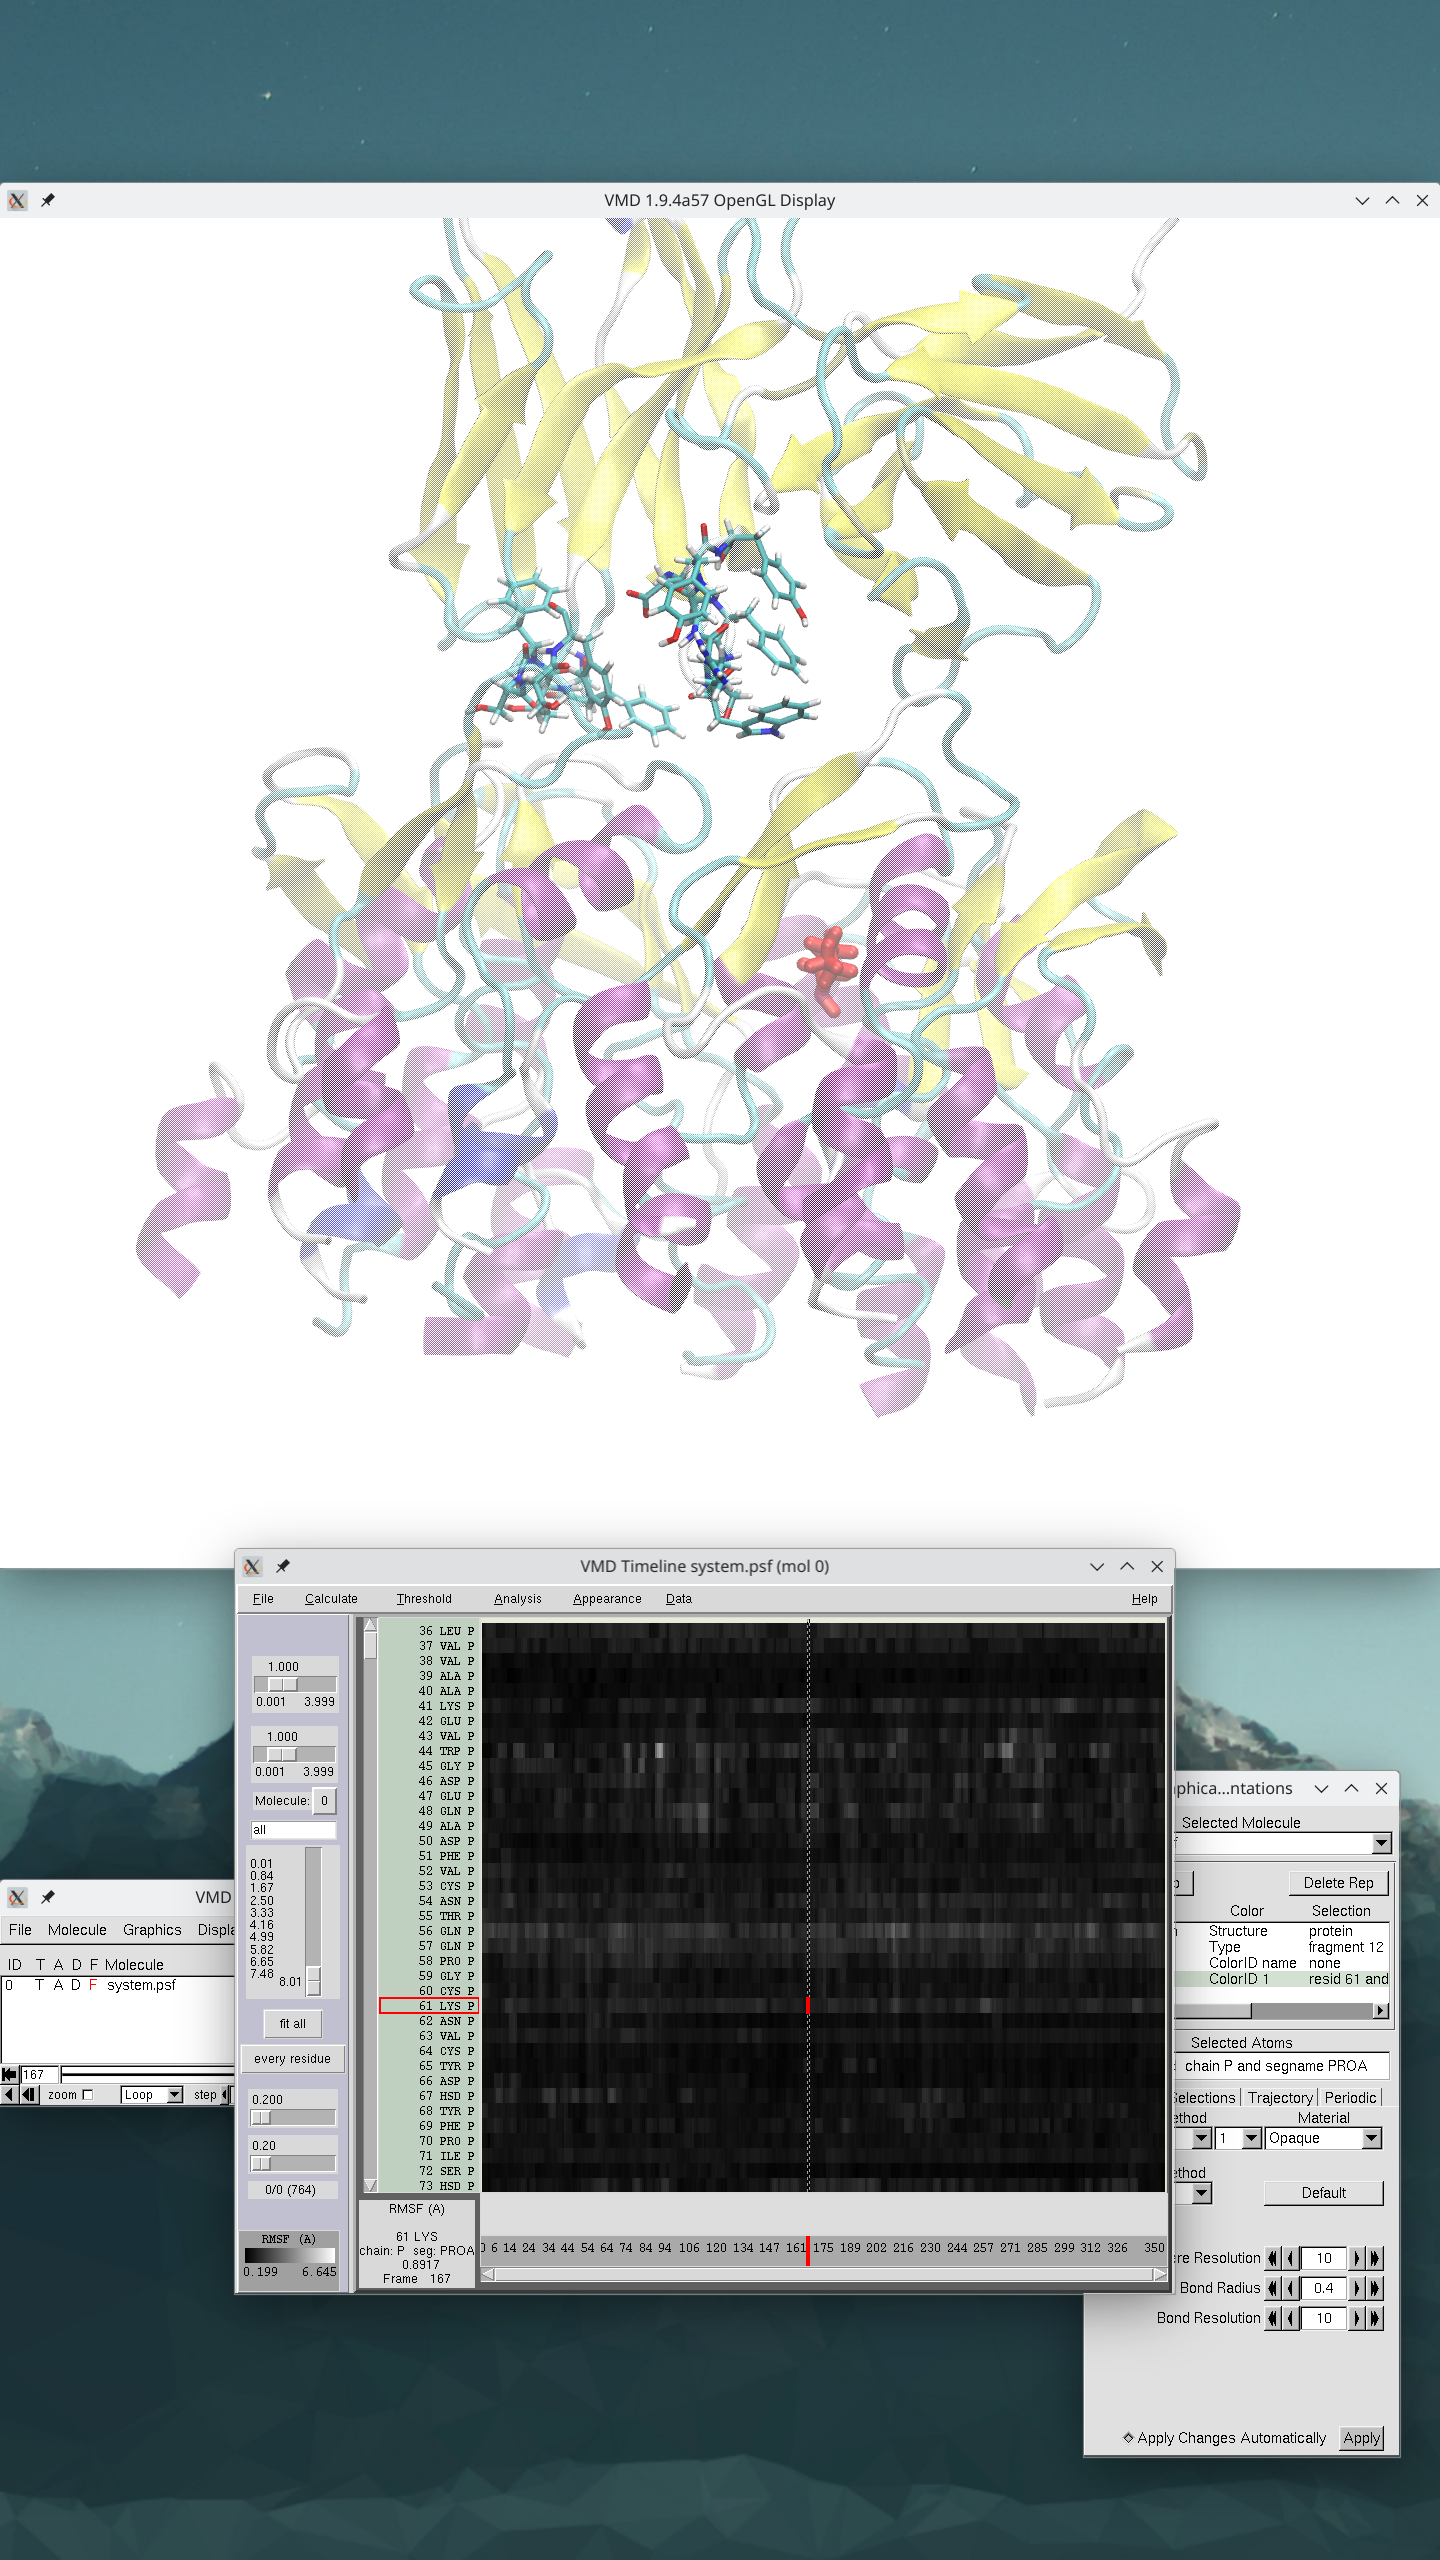 VMD 1.9.4a57 OpenGL Display
VMD Timeline system.psf (mol 0)
File Calculate Threshold Analysis Appearance Data Help
1.000
0.001 3.999
1.000
0.001 3.999
Molecule: 0
all
0.01
0.84
1.67
2.50
3.33
4.16
4.99
5.82
6.65
7.48
8.01
fit all
every residue
0.200
0.20
0/0 (764)
RMSF (A)
0.199 6.645
36 LEU P
37 VAL P
38 VAL P
39 ALA P
40 ALA P
41 LYS P
42 GLU P
43 VAL P
44 TRP P
45 GLY P
46 ASP P
47 GLU P
48 GLN P
49 ALA P
50 ASP P
51 PHE P
52 VAL P
53 CYS P
54 ASN P
55 THR P
56 GLN P
57 GLN P
58 PRO P
59 GLY P
60 CYS P
61 LYS P
62 ASN P
63 VAL P
64 CYS P
65 TYR P
66 ASP P
67 HSD P
68 TYR P
69 PHE P
70 PRO P
71 ILE P
72 SER P
73 HSD P
RMSF (A)
61 LYS
chain: P seg: PROA
0.8917
Frame 167
0 6 14 24 34 44 54 64 74 84 94 106 120 134 147 161 175 189 202 216 230 244 257 271 285 299 312 326 350
VMD
File Molecule Graphics Displa
ID T A D F Molecule
0 T A D F system.psf
167
zoom Loop step
phica...ntations
Selected Molecule
Delete Rep
Color Selection
Structure protein
Type fragment 12
ColorID name none
ColorID 1 resid 61 and
Selected Atoms
chain P and segname PROA
Selections Trajectory Periodic
ethod Material
1 Opaque
ethod
Default
re Resolution 10
Bond Radius 0.4
Bond Resolution 10
Apply Changes Automatically Apply